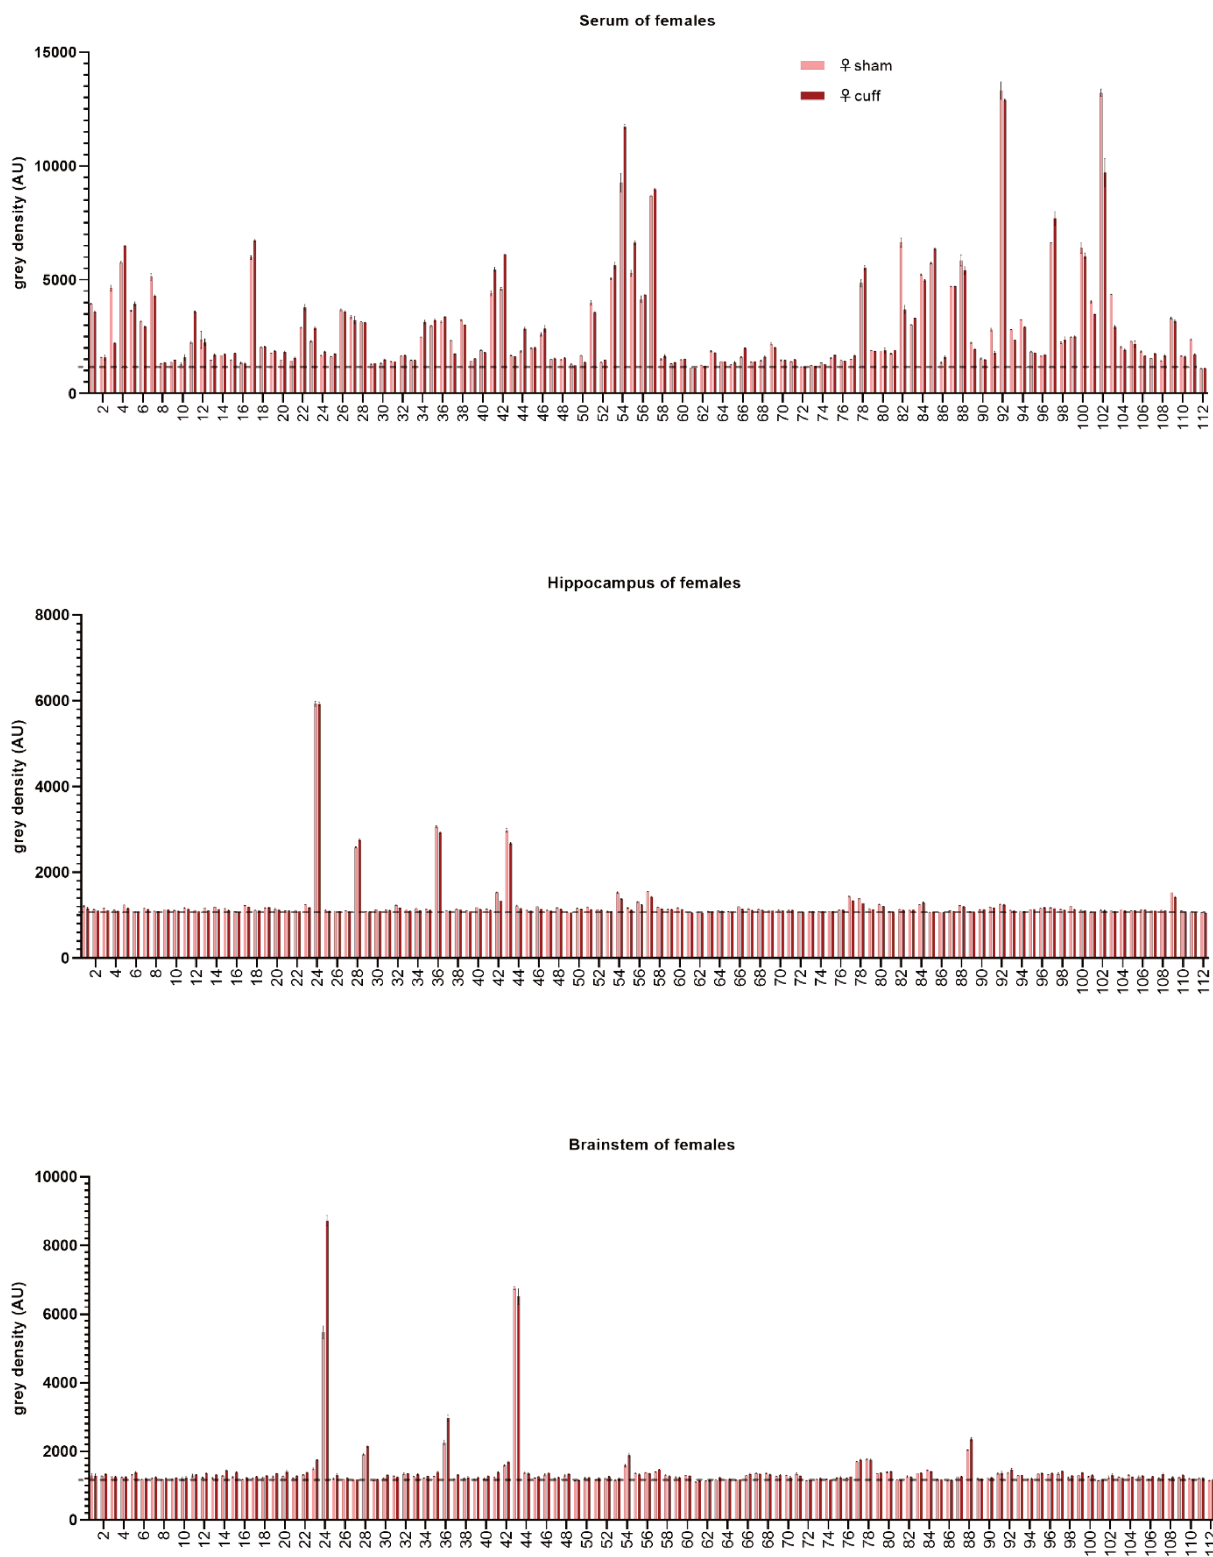 Serum of females
15000
10000
5000
0
grey density (AU)
♀ sham
♀ cuff
2 4 6 8 10 12 14 16 18 20 22 24 26 28 30 32 34 36 38 40 42 44 46 48 50 52 54 56 58 60 62 64 66 68 70 72 74 76 78 80 82 84 86 88 90 92 94 96 98 100 102 104 106 108 110 112
Hippocampus of females
8000
6000
4000
2000
0
grey density (AU)
2 4 6 8 10 12 14 16 18 20 22 24 26 28 30 32 34 36 38 40 42 44 46 48 50 52 54 56 58 60 62 64 66 68 70 72 74 76 78 80 82 84 86 88 90 92 94 96 98 100 102 104 106 108 110 112
Brainstem of females
10000
8000
6000
4000
2000
0
grey density (AU)
2 4 6 8 10 12 14 16 18 20 22 24 26 28 30 32 34 36 38 40 42 44 46 48 50 52 54 56 58 60 62 64 66 68 70 72 74 76 78 80 82 84 86 88 90 92 94 96 98 100 102 104 106 108 110 112